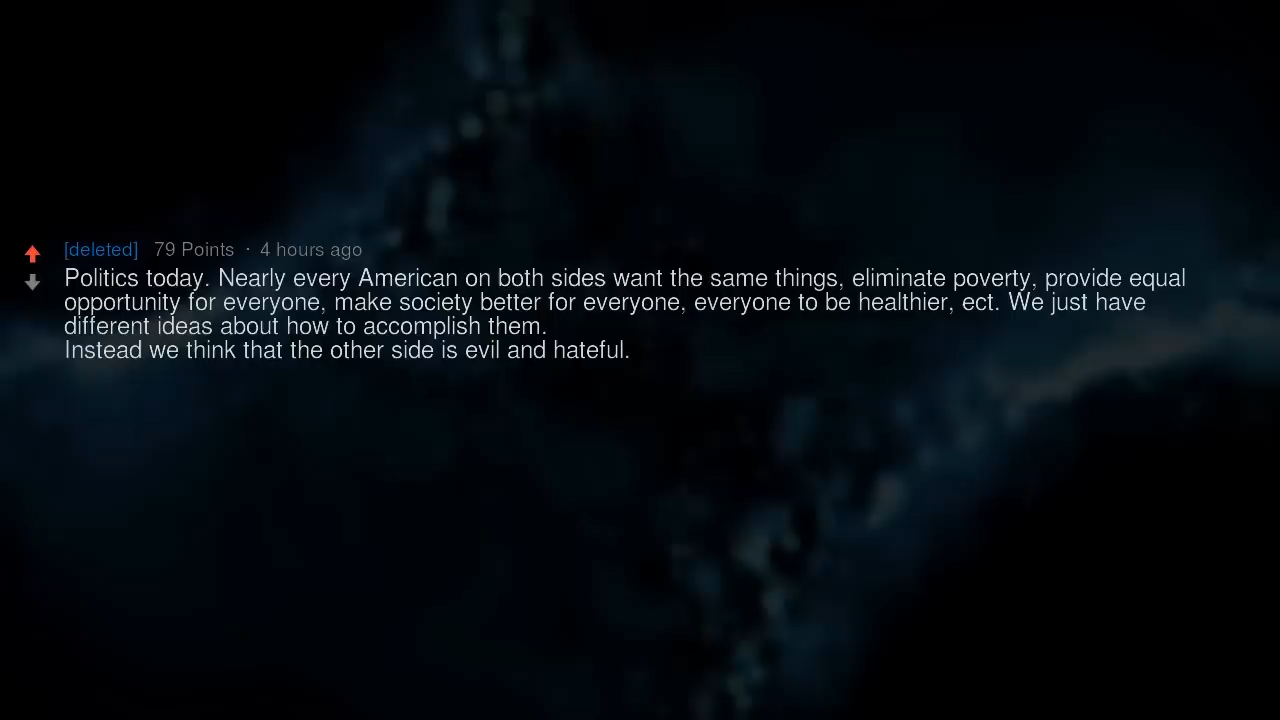 [deleted] 79 Points · 4 hours ago
Politics today. Nearly every American on both sides want the same things, eliminate poverty, provide equal
opportunity for everyone, make society better for everyone, everyone to be healthier, ect. We just have
different ideas about how to accomplish them.
Instead we think that the other side is evil and hateful.